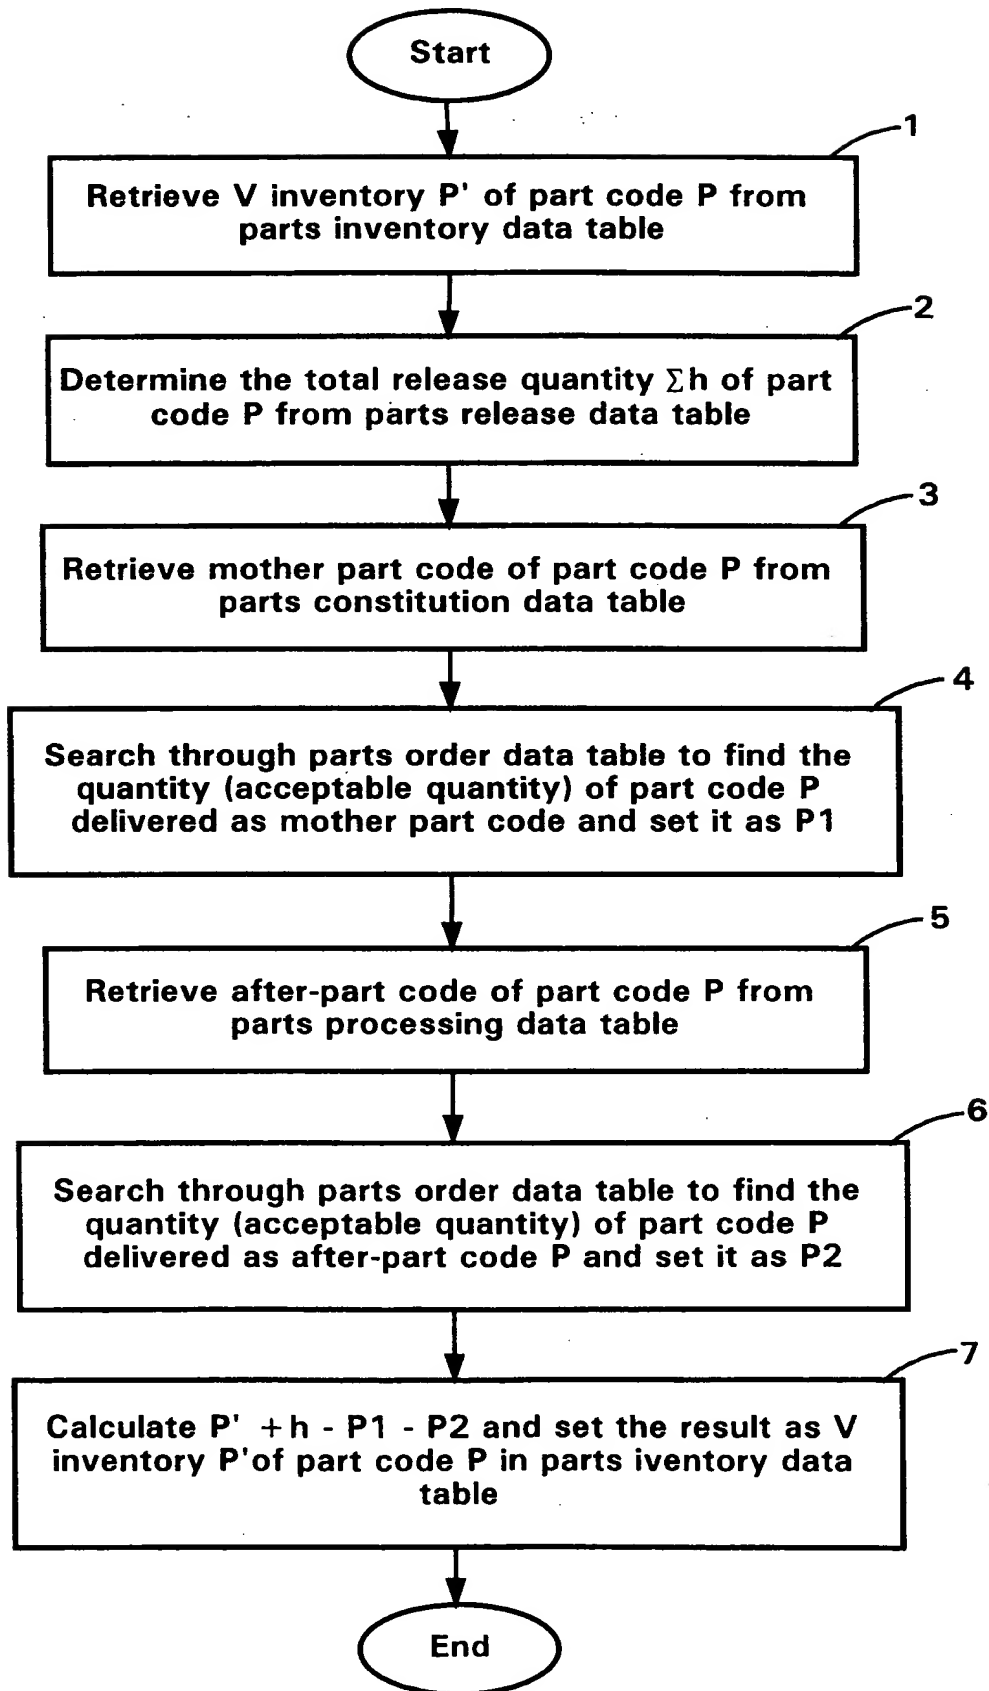 Start
1
Retrieve V inventory P' of part code P from
parts inventory data table
2
Determine the total release quantity Σh of part
code P from parts release data table
3
Retrieve mother part code of part code P from
parts constitution data table
4
Search through parts order data table to find the
quantity (acceptable quantity) of part code P
delivered as mother part code and set it as P1
5
Retrieve after-part code of part code P from
parts processing data table
6
Search through parts order data table to find the
quantity (acceptable quantity) of part code P
delivered as after-part code P and set it as P2
7
Calculate P' +h - P1 - P2 and set the result as V
inventory P'of part code P in parts iventory data
table
End